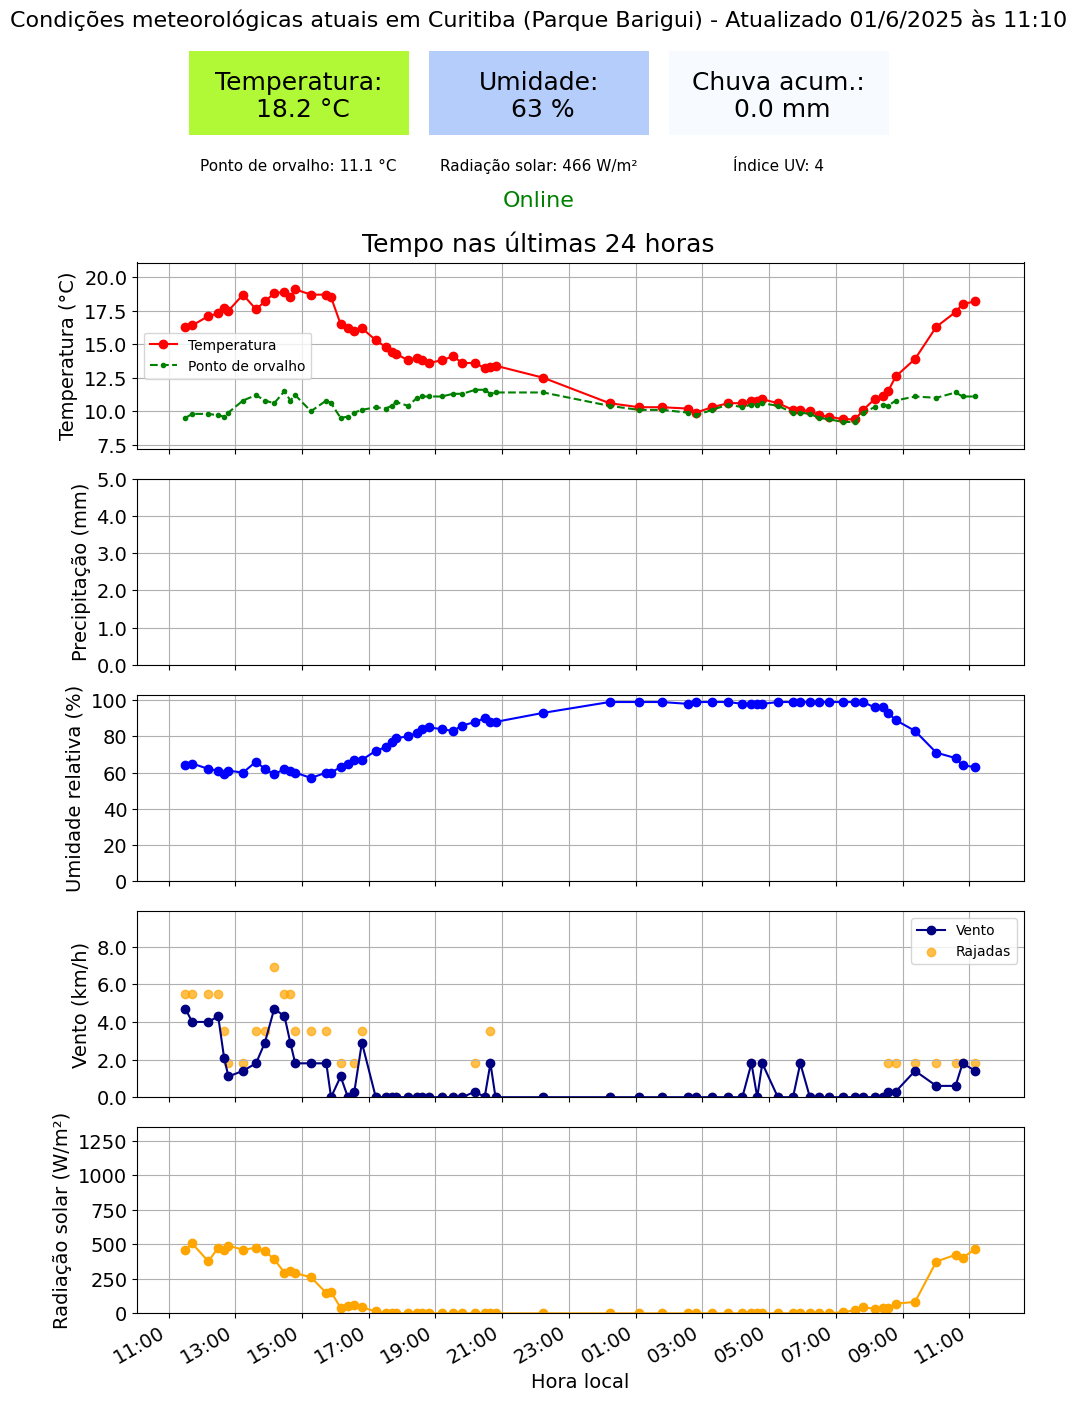 Condições meteorológicas atuais em Curitiba (Parque Barigui) - Atualizado 01/6/2025 às 11:10
Temperatura:
18.2 °C
Umidade:
63 %
Chuva acum.:
0.0 mm
Ponto de orvalho: 11.1 °C
Radiação solar: 466 W/m²
Índice UV: 4
Online
Tempo nas últimas 24 horas
Temperatura (°C)
20.0
17.5
15.0
12.5
10.0
7.5
Temperatura
Ponto de orvalho
Precipitação (mm)
5.0
4.0
3.0
2.0
1.0
0.0
Umidade relativa (%)
100
80
60
40
20
0
Vento (km/h)
8.0
6.0
4.0
2.0
0.0
Vento
Rajadas
Radiação solar (W/m²)
1250
1000
750
500
250
0
11:00
13:00
15:00
17:00
19:00
21:00
23:00
01:00
03:00
05:00
07:00
09:00
11:00
Hora local